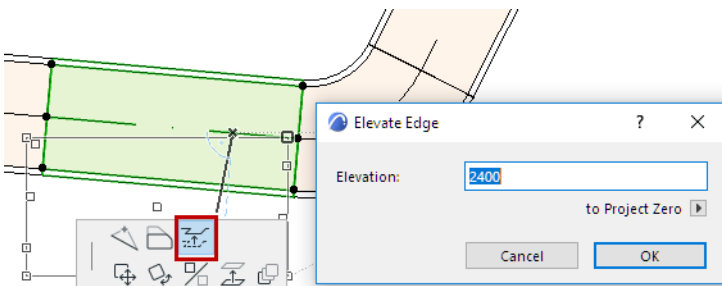 Elevate Edge
?
Elevation:
2400
to Project Zero
Cancel
OK